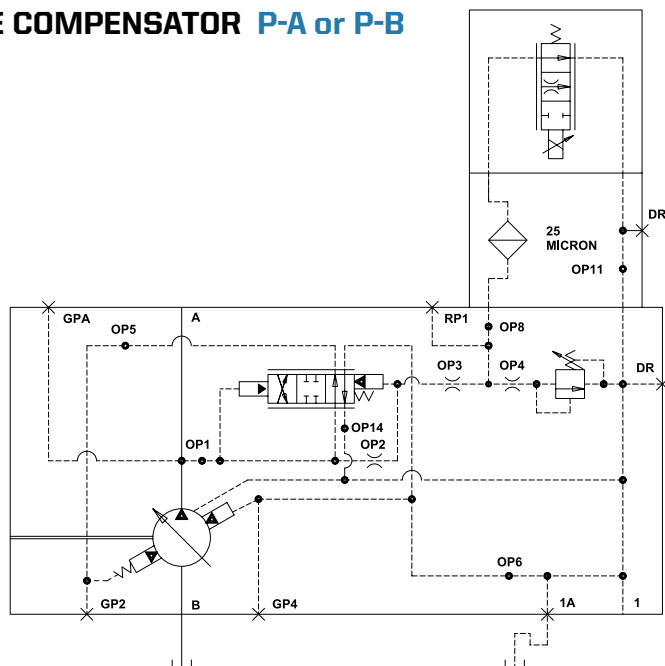 E COMPENSATOR P-A or P-B
DR
25
MICRON
OP11
GPA
A
RP1
OP5
OP8
OP3
OP4
DR
OP14
OP1
OP2
OP6
GP2
B
GP4
1A
1